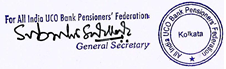 For All India UCO Bank Pensioners' Federation
General Secretary
All India UCO Bank Pensioners' Federation
Kolkata